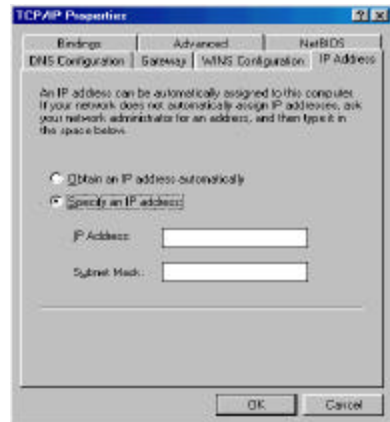 TCP/IP Properties
Bindings Advanced NetBIOS
DNS Configuration Gateway WINS Configuration IP Address
An IP address can be automatically assigned to this computer.
If your network does not automatically assign IP addresses, ask
your network administrator for an address, and then type it in
the space below.
Obtain an IP address automatically
Specify an IP address:
IP Address:
Subnet Mask:
OK Cancel